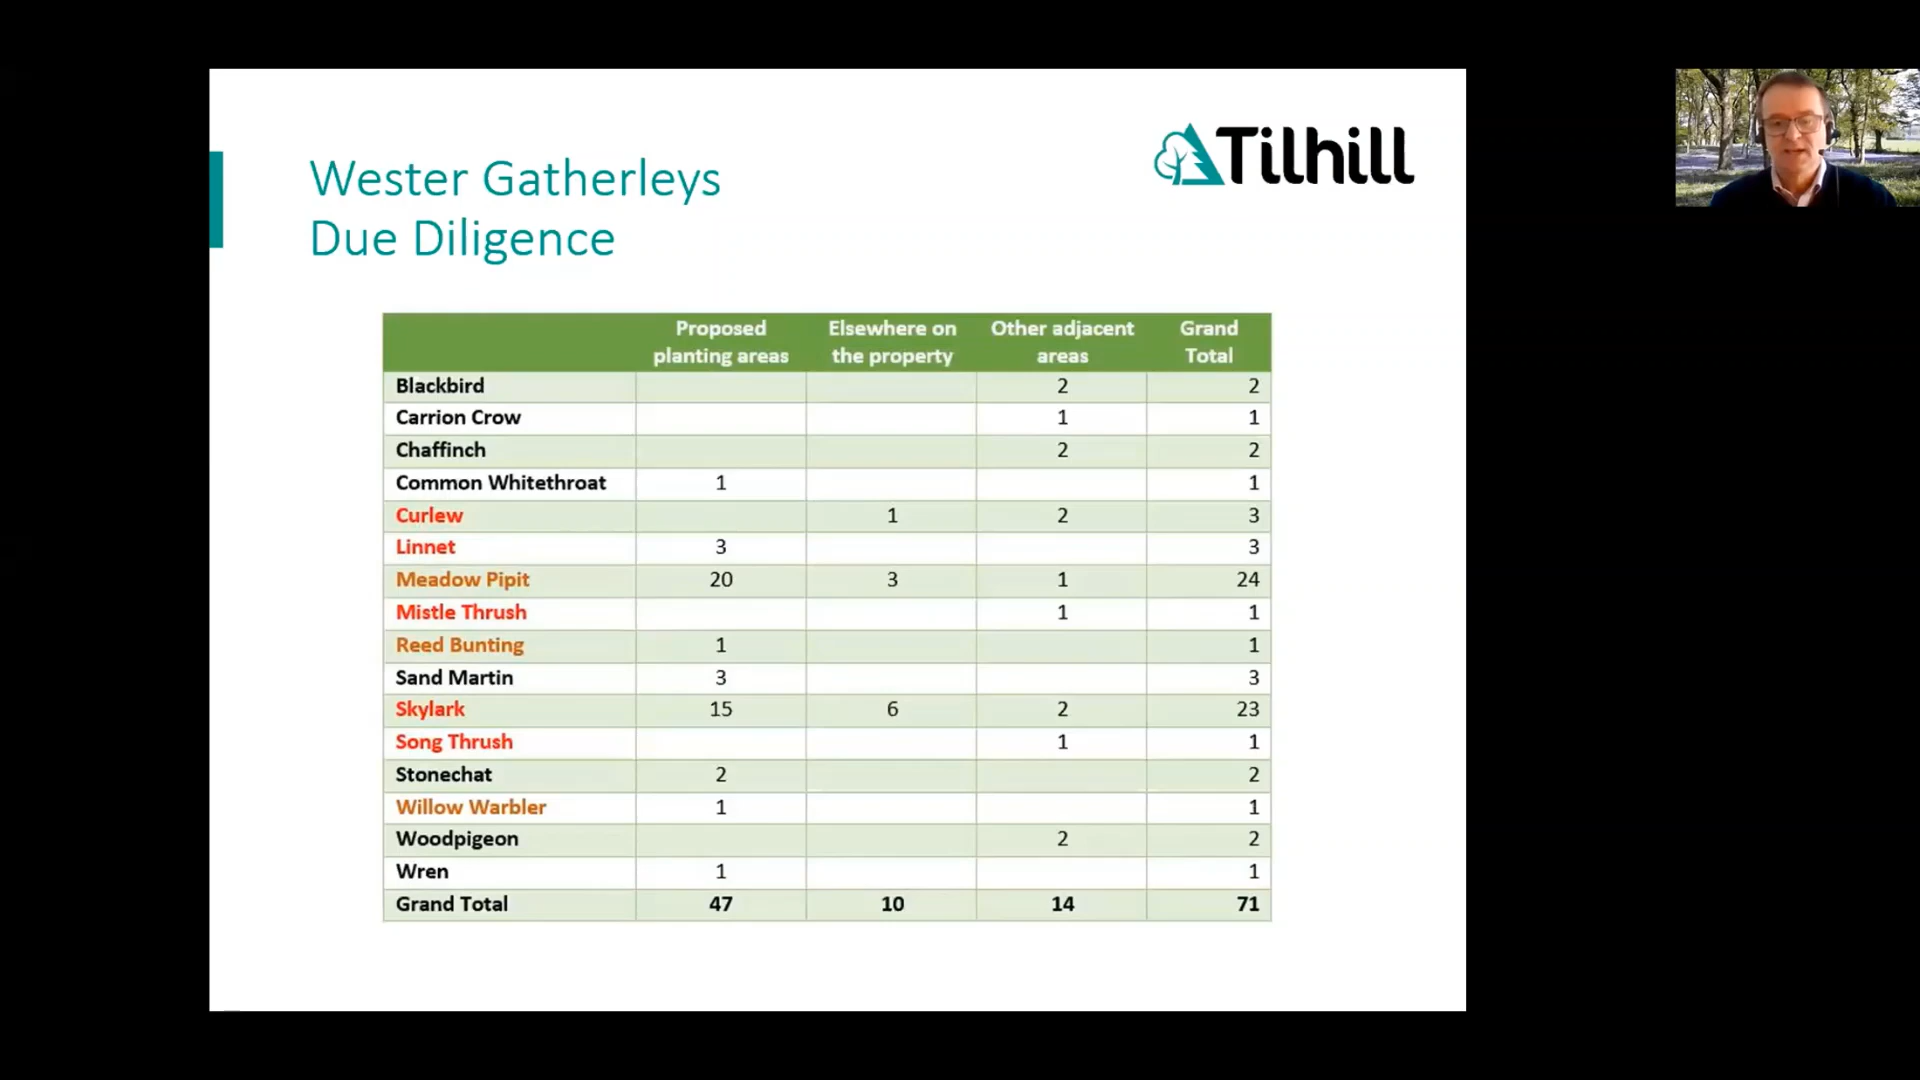 Wester Gatherleys
Due Diligence
Tilhill
Proposed planting areas Elsewhere on the property Other adjacent areas Grand Total
Blackbird 2 2
Carrion Crow 1 1
Chaffinch 2 2
Common Whitethroat 1 1
Curlew 1 2 3
Linnet 3 3
Meadow Pipit 20 3 1 24
Mistle Thrush 1 1
Reed Bunting 1 1
Sand Martin 3 3
Skylark 15 6 2 23
Song Thrush 1 1
Stonechat 2 2
Willow Warbler 1 1
Woodpigeon 2 2
Wren 1 1
Grand Total 47 10 14 71